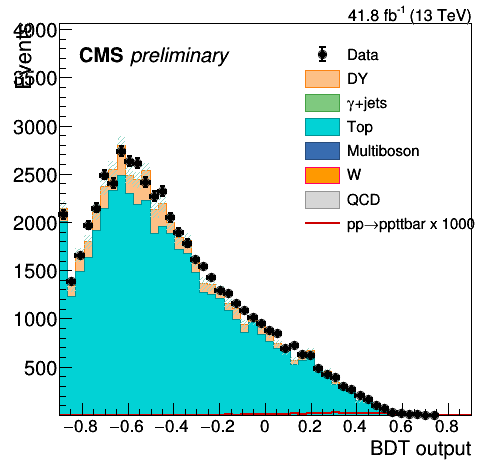 41.8 fb⁻¹ (13 TeV)
Events
CMS preliminary
Data
DY
γ+jets
Top
Multiboson
W
QCD
pp→ppttbar x 1000
4000
3500
3000
2500
2000
1500
1000
500
−0.8 −0.6 −0.4 −0.2 0 0.2 0.4 0.6 0.8
BDT output